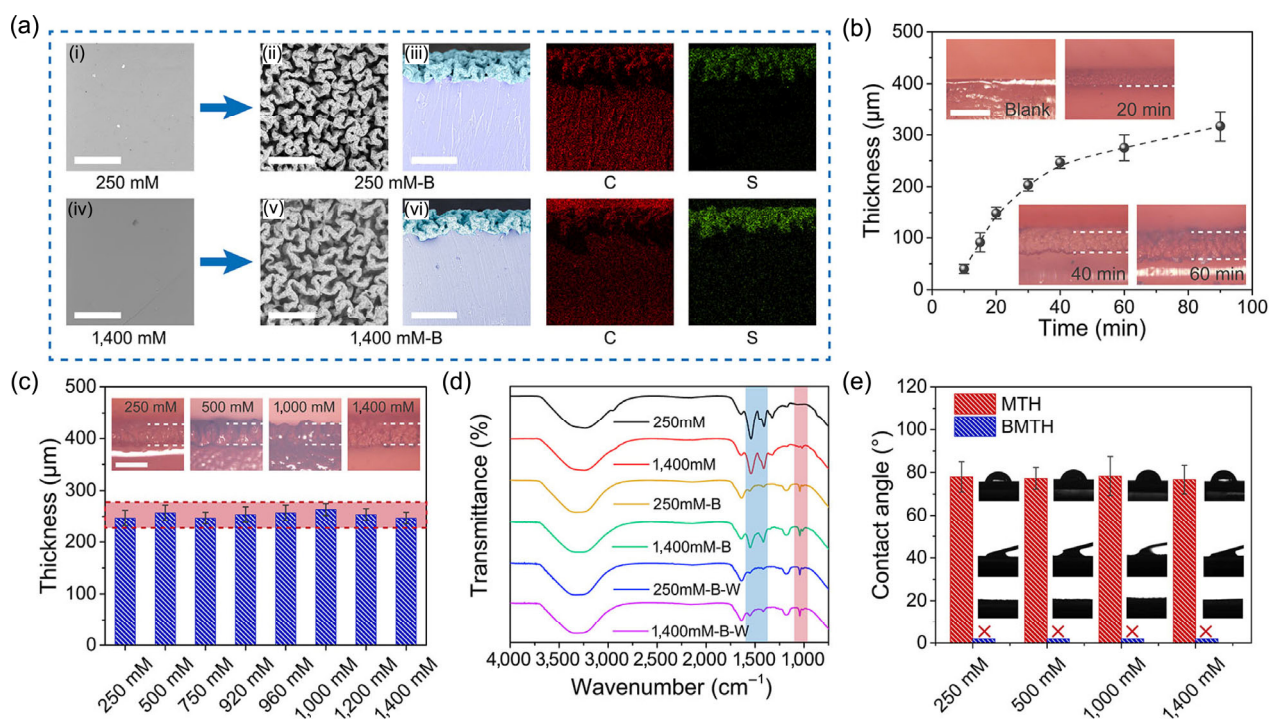 (a)
(i)
(ii)
(iii)
250 mM
250 mM-B
C
S
(iv)
(v)
(vi)
1,400 mM
1,400 mM-B
C
S
(b)
Thickness (µm)
500
400
300
200
100
0
Blank
20 min
40 min
60 min
0
20
40
60
80
100
Time (min)
(c)
Thickness (µm)
500
400
300
250
200
100
0
250 mM
500 mM
1,000 mM
1,400 mM
250 mM
500 mM
750 mM
920 mM
960 mM
1,000 mM
1,200 mM
1,400 mM
(d)
Transmittance (%)
250mM
1,400mM
250mM-B
1,400mM-B
250mM-B-W
1,400mM-B-W
4,000
3,500
2,500
2,000
1,500
1,000
Wavenumber (cm⁻¹)
(e)
Contact angle (°)
120
100
80
60
40
20
0
MTH
BMTH
250 mM
500 mM
1,000 mM
1,400 mM